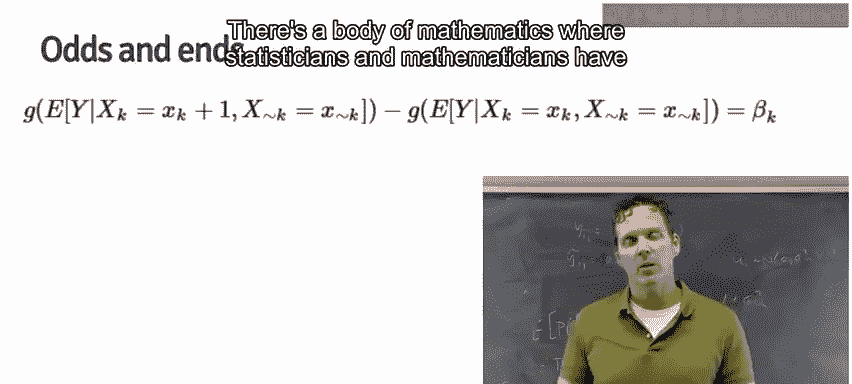 There's a body of mathematics where
statisticians and mathematicians have
Odds and ends
g(E[Y|X_k = x_k + 1, X_{∼k} = x_{∼k}]) − g(E[Y|X_k = x_k, X_{∼k} = x_{∼k}]) = β_k